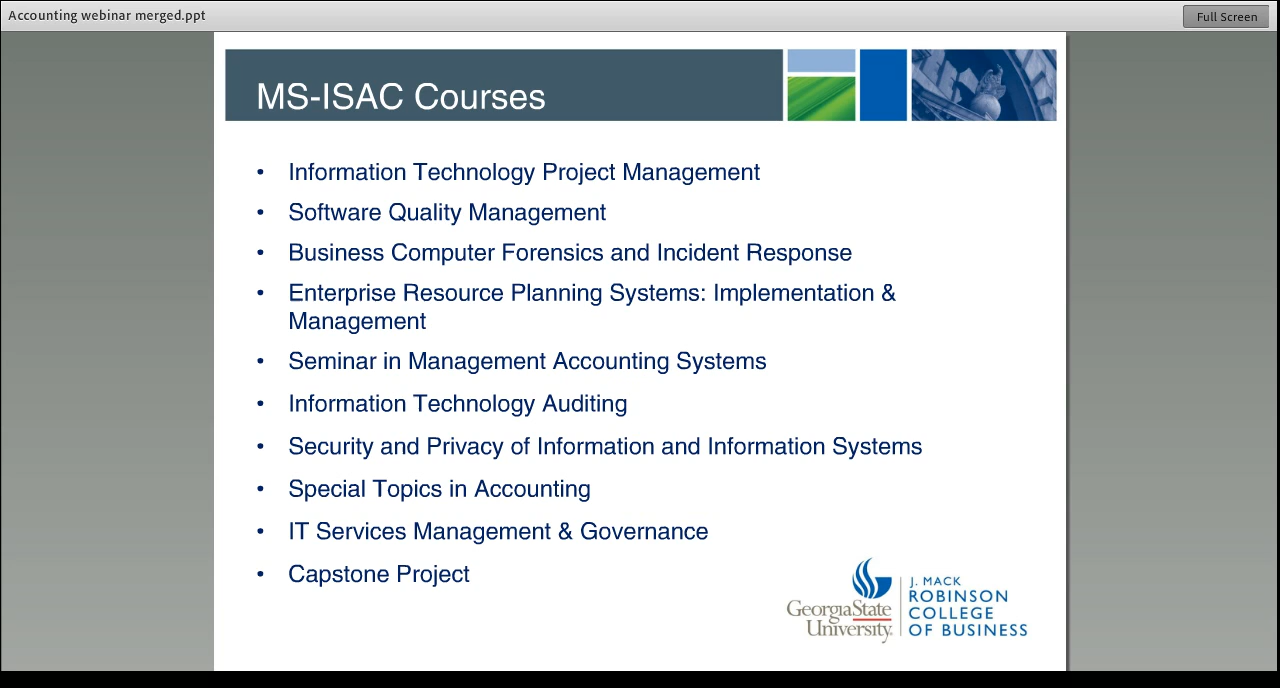 Accounting webinar merged.ppt
Full Screen
MS-ISAC Courses
• Information Technology Project Management
• Software Quality Management
• Business Computer Forensics and Incident Response
• Enterprise Resource Planning Systems: Implementation &
Management
• Seminar in Management Accounting Systems
• Information Technology Auditing
• Security and Privacy of Information and Information Systems
• Special Topics in Accounting
• IT Services Management & Governance
• Capstone Project
GeorgiaState
University
J. MACK
ROBINSON
COLLEGE
OF BUSINESS